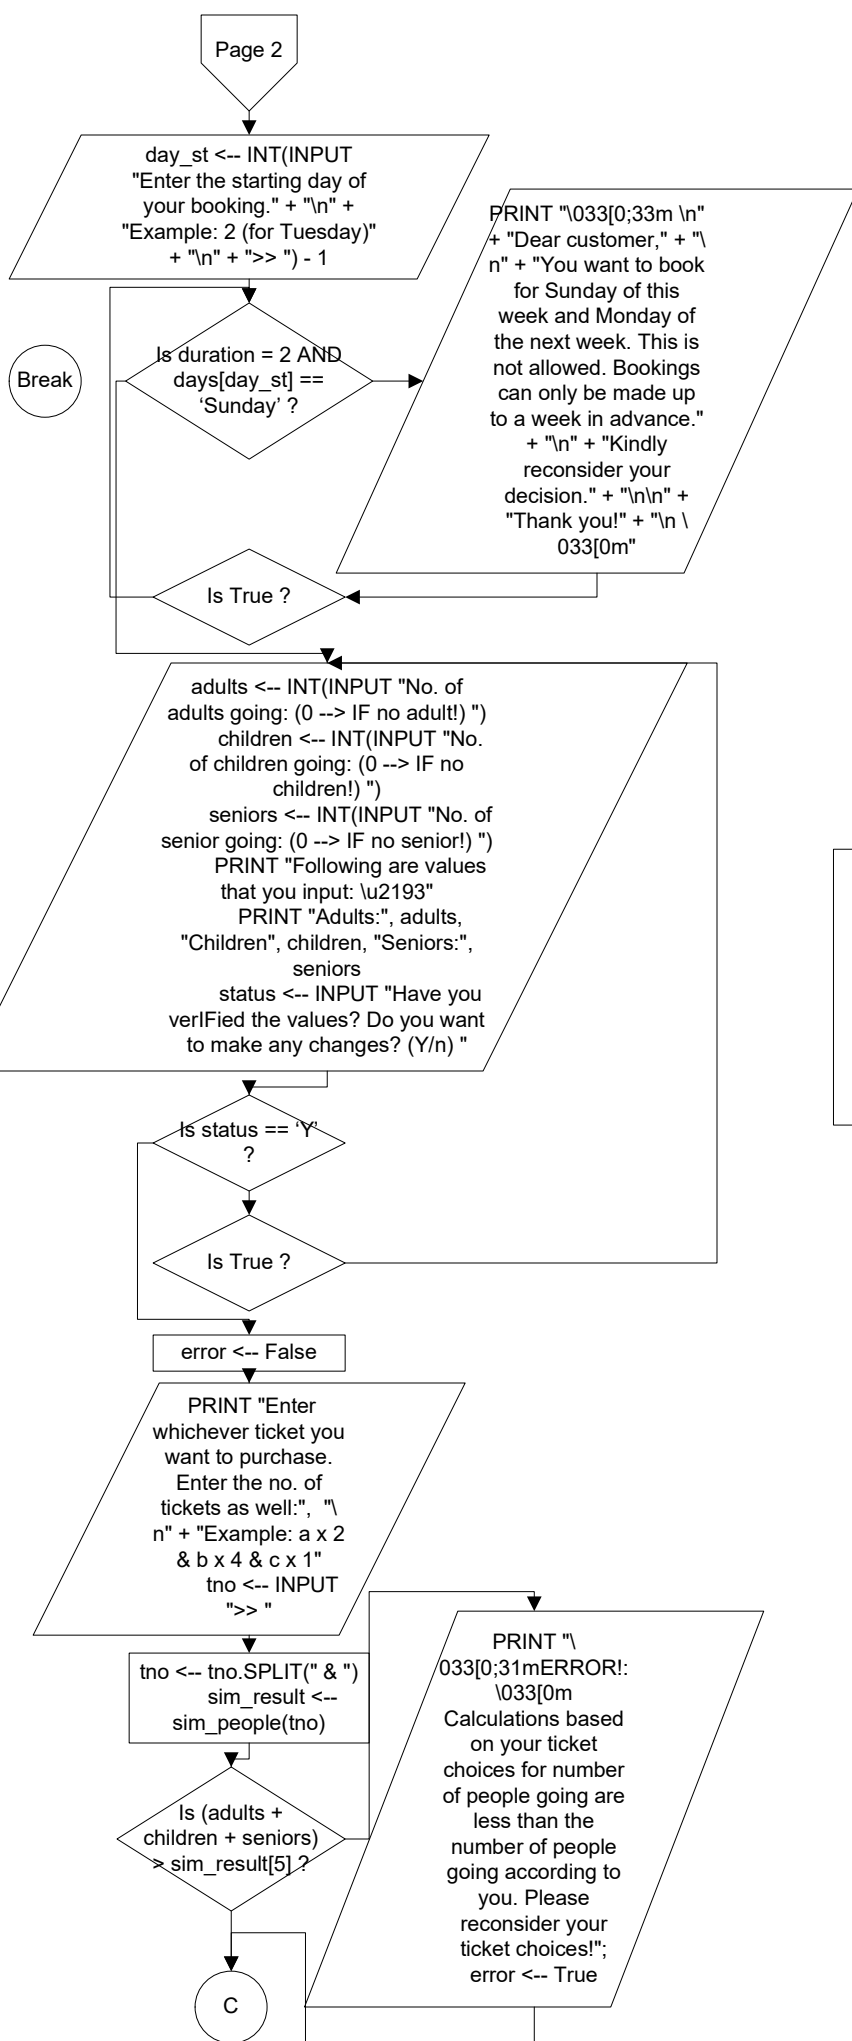 Page 2
day_st <-- INT(INPUT
"Enter the starting day of
your booking." + "\n" +
"Example: 2 (for Tuesday)"
+ "\n" + ">> ") - 1
PRINT "\033[0;33m \n"
+ "Dear customer," + "\
n" + "You want to book
for Sunday of this
week and Monday of
the next week. This is
not allowed. Bookings
can only be made up
to a week in advance."
+ "\n" + "Kindly
reconsider your
decision." + "\n\n" +
"Thank you!" + "\n \
033[0m"
Break
Is duration = 2 AND
days[day_st] ==
‘Sunday’ ?
Is True ?
adults <-- INT(INPUT "No. of
adults going: (0 --> IF no adult!) ")
children <-- INT(INPUT "No.
of children going: (0 --> IF no
children!) ")
seniors <-- INT(INPUT "No. of
senior going: (0 --> IF no senior!) ")
PRINT "Following are values
that you input: \u2193"
PRINT "Adults:", adults,
"Children", children, "Seniors:",
seniors
status <-- INPUT "Have you
verIFied the values? Do you want
to make any changes? (Y/n) "
Is status == ‘Y’
?
Is True ?
error <-- False
PRINT "Enter
whichever ticket you
want to purchase.
Enter the no. of
tickets as well:",  "\
n" + "Example: a x 2
& b x 4 & c x 1"
tno <-- INPUT
">> "
tno <-- tno.SPLIT(" & ")
sim_result <--
sim_people(tno)
Is (adults +
children + seniors)
> sim_result[5] ?
PRINT "\
033[0;31mERROR!:
\033[0m
Calculations based
on your ticket
choices for number
of people going are
less than the
number of people
going according to
you. Please
reconsider your
ticket choices!";
error <-- True
C